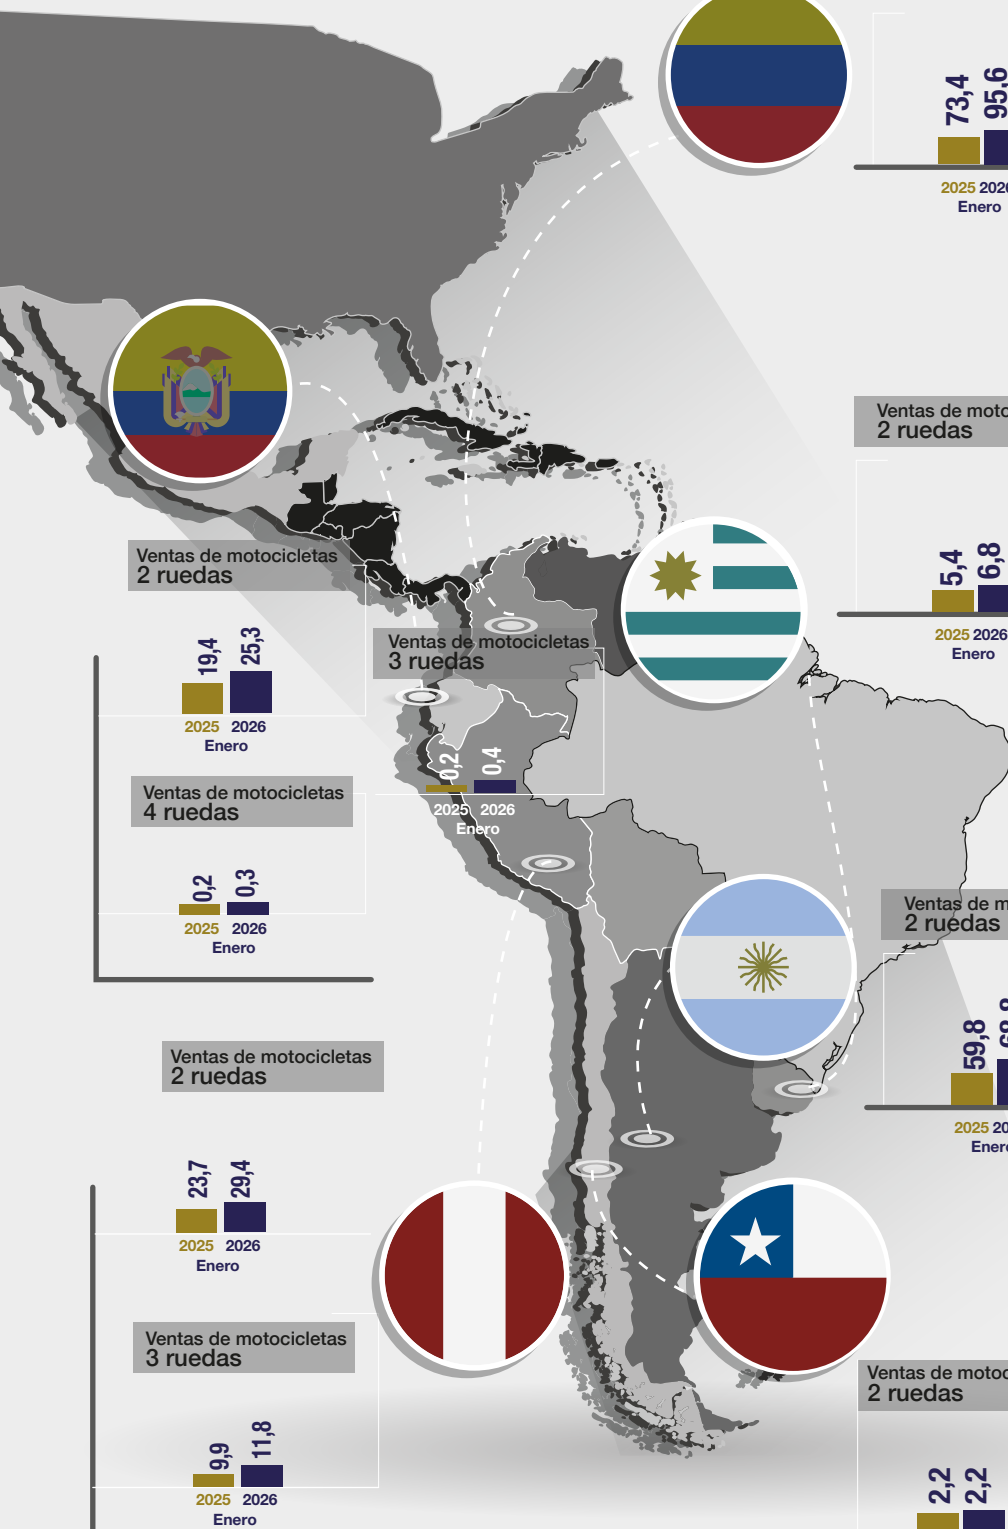 73,4
95,6
2025
Enero
Ventas de
2 ruedas
5,4
6,8
2025 2026
Enero
Ventas de motocicletas
2 ruedas
19,4
25,3
2025 2026
Enero
Ventas de motocicletas
3 ruedas
0,2
0,4
2025 2026
Enero
Ventas de motocicletas
4 ruedas
0,2
0,3
2025 2026
Enero
Ventas de
2 ruedas
59,8
2025
Ventas de motocicletas
2 ruedas
23,7
29,4
2025 2026
Enero
Ventas de motocicletas
3 ruedas
9,9
11,8
2025 2026
Enero
Ventas de
2 ruedas
2,2
2,2